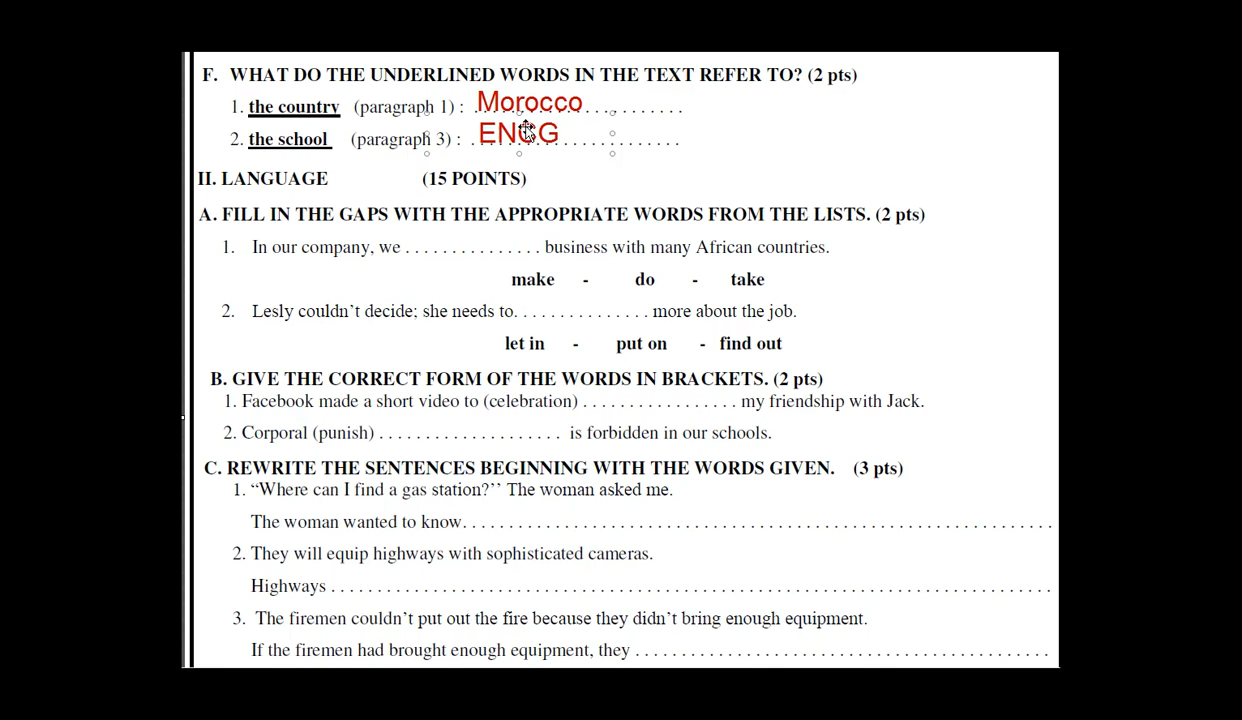 F. WHAT DO THE UNDERLINED WORDS IN THE TEXT REFER TO? (2 pts)
1. the country (paragraph 1) : Morocco . . . . . . . . . .
2. the school (paragraph 3) : ENCG . . . . . . . . . . . . .
II. LANGUAGE (15 POINTS)
A. FILL IN THE GAPS WITH THE APPROPRIATE WORDS FROM THE LISTS. (2 pts)
1. In our company, we . . . . . . . . . . . . . . . business with many African countries.
make - do - take
2. Lesly couldn’t decide; she needs to. . . . . . . . . . . . . . . more about the job.
let in - put on - find out
B. GIVE THE CORRECT FORM OF THE WORDS IN BRACKETS. (2 pts)
1. Facebook made a short video to (celebration) . . . . . . . . . . . . . . . . . my friendship with Jack.
2. Corporal (punish) . . . . . . . . . . . . . . . . . . . . is forbidden in our schools.
C. REWRITE THE SENTENCES BEGINNING WITH THE WORDS GIVEN. (3 pts)
1. “Where can I find a gas station?’’ The woman asked me.
The woman wanted to know. . . . . . . . . . . . . . . . . . . . . . . . . . . . . . . . . . . . . . . . . . . . . . . . . . . . . . . . . . . . . . . .
2. They will equip highways with sophisticated cameras.
Highways . . . . . . . . . . . . . . . . . . . . . . . . . . . . . . . . . . . . . . . . . . . . . . . . . . . . . . . . . . . . . . . . . . . . . . . . . . . . . .
3. The firemen couldn’t put out the fire because they didn’t bring enough equipment.
If the firemen had brought enough equipment, they . . . . . . . . . . . . . . . . . . . . . . . . . . . . . . . . . . . . . . . . . . . . .